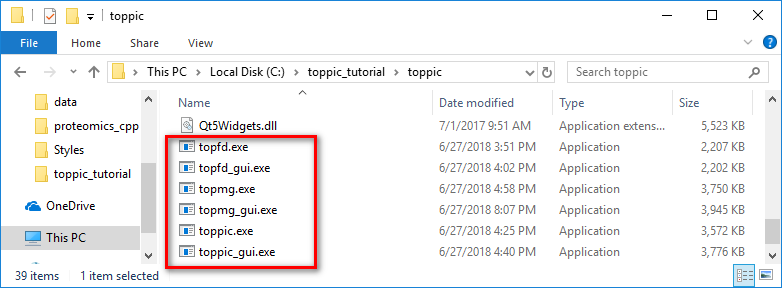 toppic
File Home Share View
This PC Local Disk (C:) toppic_tutorial toppic Search toppic
data
proteomics_cpp
Styles
toppic_tutorial
OneDrive
This PC
Name Date modified Type Size
Qt5Widgets.dll 7/1/2017 9:51 AM Application extens... 5,523 KB
topfd.exe 6/27/2018 3:51 PM Application 2,207 KB
topfd_gui.exe 6/27/2018 4:02 PM Application 2,202 KB
topmg.exe 6/27/2018 4:58 PM Application 3,750 KB
topmg_gui.exe 6/27/2018 8:07 PM Application 3,945 KB
toppic.exe 6/27/2018 4:25 PM Application 3,572 KB
toppic_gui.exe 6/27/2018 4:40 PM Application 3,776 KB
39 items 1 item selected